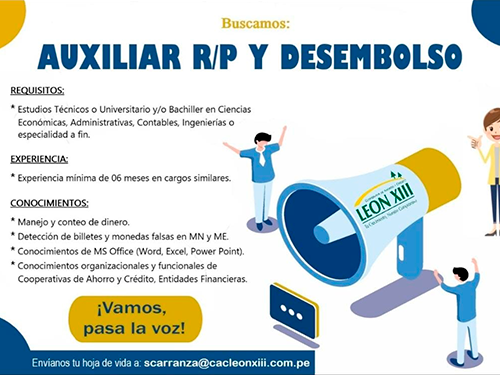 Buscamos:
AUXILIAR R/P Y DESEMBOLSO
REQUISITOS:
* Estudios Técnicos o Universitario y/o Bachiller en Ciencias
Económicas, Administrativas, Contables, Ingenierías o
especialidad a fin.
EXPERIENCIA:
* Experiencia mínima de 06 meses en cargos similares.
CONOCIMIENTOS:
* Manejo y conteo de dinero.
* Detección de billetes y monedas falsas en MN y ME.
* Conocimientos de MS Office (Word, Excel, Power Point).
* Conocimientos organizacionales y funcionales de
Cooperativas de Ahorro y Crédito, Entidades Financieras.
LEON XIII
¡Vamos,
pasa la voz!
Envíanos tu hoja de vida a: scarranza@cacleonxiii.com.pe